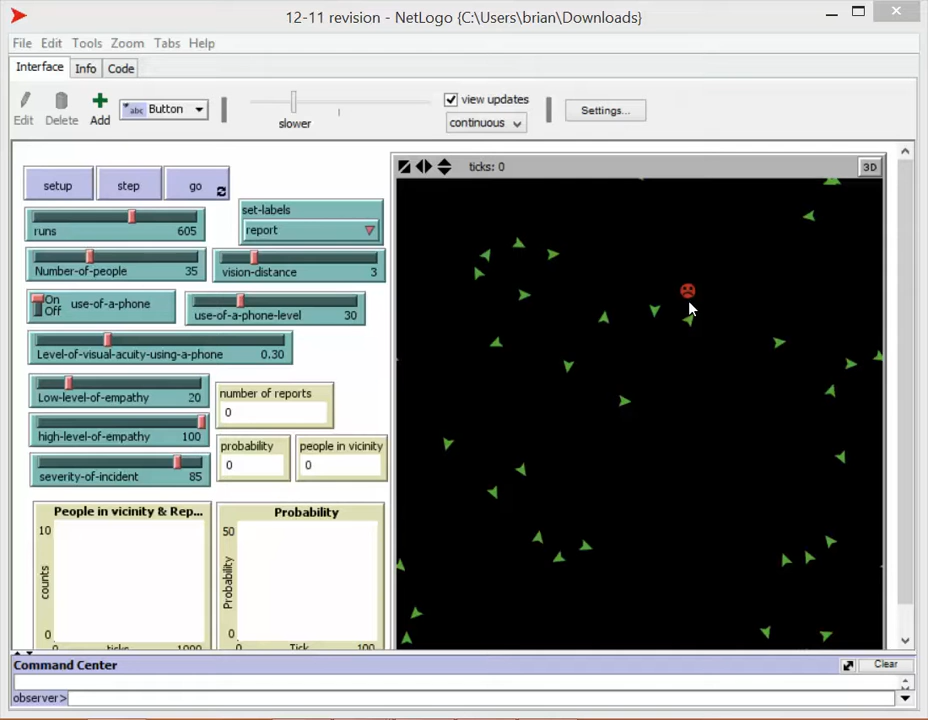 12-11 revision - NetLogo {C:\Users\brian\Downloads}
File Edit Tools Zoom Tabs Help
Interface Info Code
Edit Delete Add abc Button slower view updates continuous Settings...
ticks: 0 3D
setup step go
set-labels
report
runs 605
Number-of-people 35
vision-distance 3
On
Off
use-of-a-phone
use-of-a-phone-level 30
Level-of-visual-acuity-using-a-phone 0.30
Low-level-of-empathy 20
number of reports
0
high-level-of-empathy 100
probability
0
people in vicinity
0
severity-of-incident 85
People in vicinity & Rep...
10
counts
0
ticks 1000
Probability
50
Probability
0
Tick 100
Command Center Clear
observer>